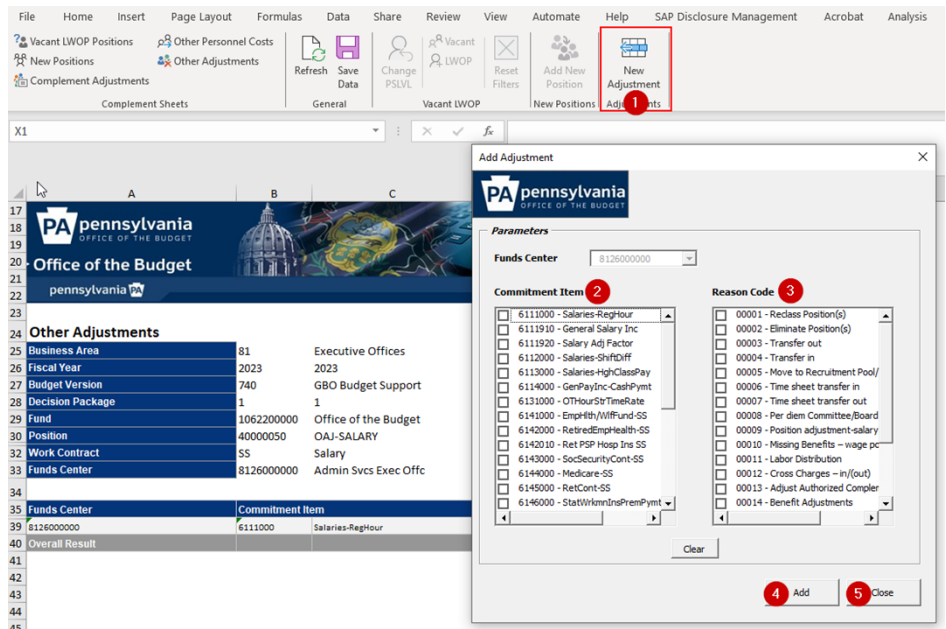 File Home Insert Page Layout Formulas Data Share Review View Automate Help SAP Disclosure Management Acrobat Analysis
Vacant LWOP Positions
New Positions
Complement Adjustments
Other Personnel Costs
Other Adjustments
Complement Sheets
Refresh
Save Data
General
Change PSLVL
Vacant
LWOP
Reset Filters
Vacant LWOP
Add New Position
New Positions
New Adjustment
1
X1
fx
A B C
17
18
19
20
21
22
PA pennsylvania
OFFICE OF THE BUDGET
Office of the Budget
pennsylvania PA
23
24 Other Adjustments
25 Business Area 81 Executive Offices
26 Fiscal Year 2023 2023
27 Budget Version 740 GBO Budget Support
28 Decision Package 1 1
29 Fund 1062200000 Office of the Budget
30 Position 40000050 OAJ-SALARY
32 Work Contract SS Salary
33 Funds Center 8126000000 Admin Svcs Exec Offc
34
35 Funds Center Commitment Item
39 8126000000 6111000 Salaries-RegHour
40 Overall Result
41
42
43
44
45
Add Adjustment
PA pennsylvania
OFFICE OF THE BUDGET
Parameters
Funds Center 8126000000
Commitment Item 2
6111000 - Salaries-RegHour
6111910 - General Salary Inc
6111920 - Salary Adj Factor
6112000 - Salaries-ShiftDiff
6113000 - Salaries-HghClassPay
6114000 - GenPayInc-CashPymt
6131000 - OTHourStrTimeRate
6141000 - EmpHlth/WlfFund-SS
6142000 - RetiredEmpHealth-SS
6142010 - Ret PSP Hosp Ins SS
6143000 - SocSecurityCont-SS
6144000 - Medicare-SS
6145000 - RetCont-SS
6146000 - StatWrkmnInsPremPymt
Reason Code 3
00001 - Reclass Position(s)
00002 - Eliminate Position(s)
00003 - Transfer out
00004 - Transfer in
00005 - Move to Recruitment Pool/
00006 - Time sheet transfer in
00007 - Time sheet transfer out
00008 - Per diem Committee/Board
00009 - Position adjustment-salary
00010 - Missing Benefits – wage po
00011 - Labor Distribution
00012 - Cross Charges – in/(out)
00013 - Adjust Authorized Complem
00014 - Benefit Adjustments
Clear
4 Add
5 Close